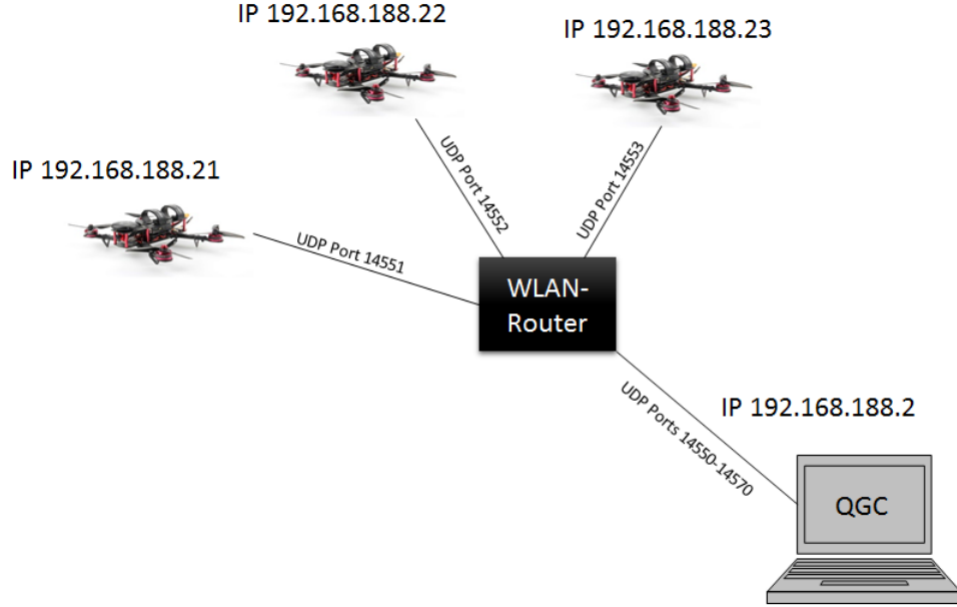 IP 192.168.188.22
IP 192.168.188.23
IP 192.168.188.21
UDP Port 14552
UDP Port 14553
UDP Port 14551
WLAN-
Router
UDP Ports 14550-14570
IP 192.168.188.2
QGC